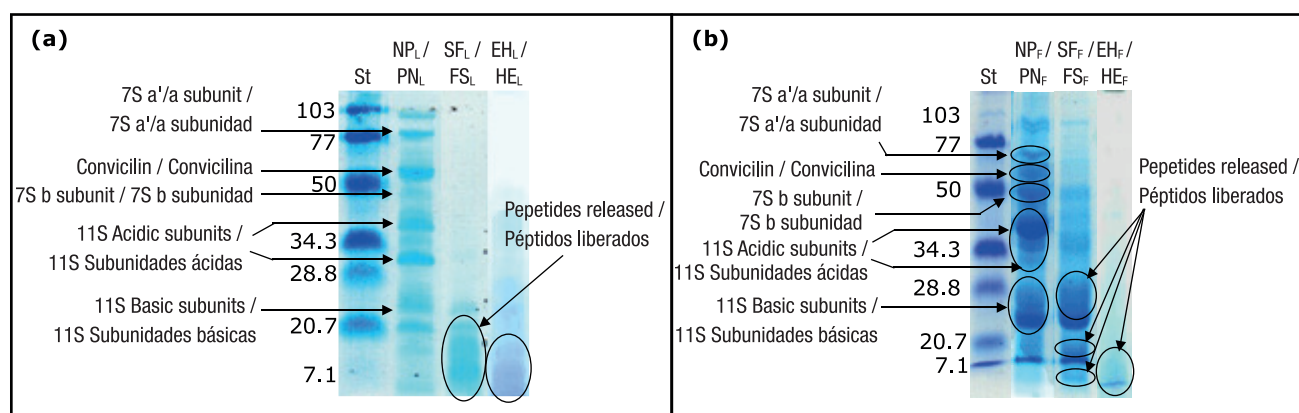 (a)
NPL / SFL / EHL /
St PNL FSL HEL
7S a'/a subunit /
7S a'/a subunidad
Convicilin / Convicilina
7S b subunit / 7S b subunidad
11S Acidic subunits /
11S Subunidades ácidas
11S Basic subunits /
11S Subunidades básicas
103
77
50
34.3
28.8
20.7
7.1
Pepetides released /
Péptidos liberados
(b)
NPF / SFF / EHF /
St PNF FSF HEF
7S a'/a subunit /
7S a'/a subunidad
Convicilin / Convicilina
7S b subunit /
7S b subunidad
11S Acidic subunits /
11S Subunidades ácidas
11S Basic subunits /
11S Subunidades básicas
103
77
50
34.3
28.8
20.7
7.1
Pepetides released /
Péptidos liberados